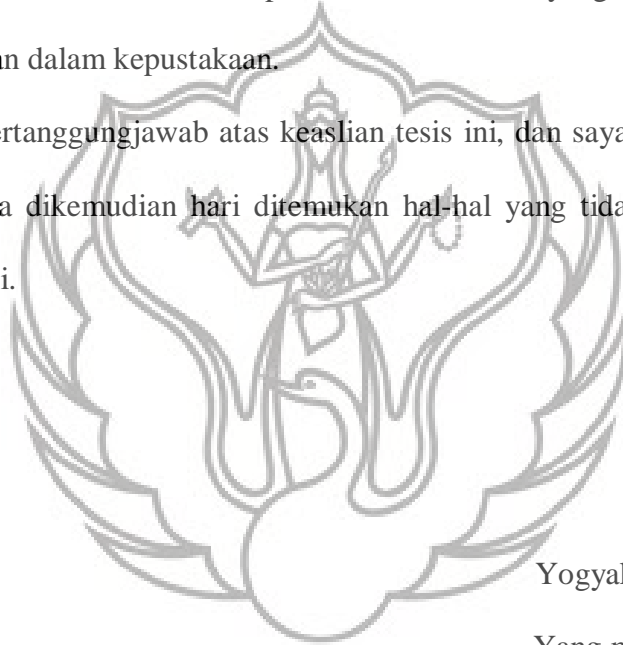 an dalam kepustakaan.
ertanggungjawab atas keaslian tesis ini, dan saya
a dikemudian hari ditemukan hal-hal yang tida
i.
Yogyal